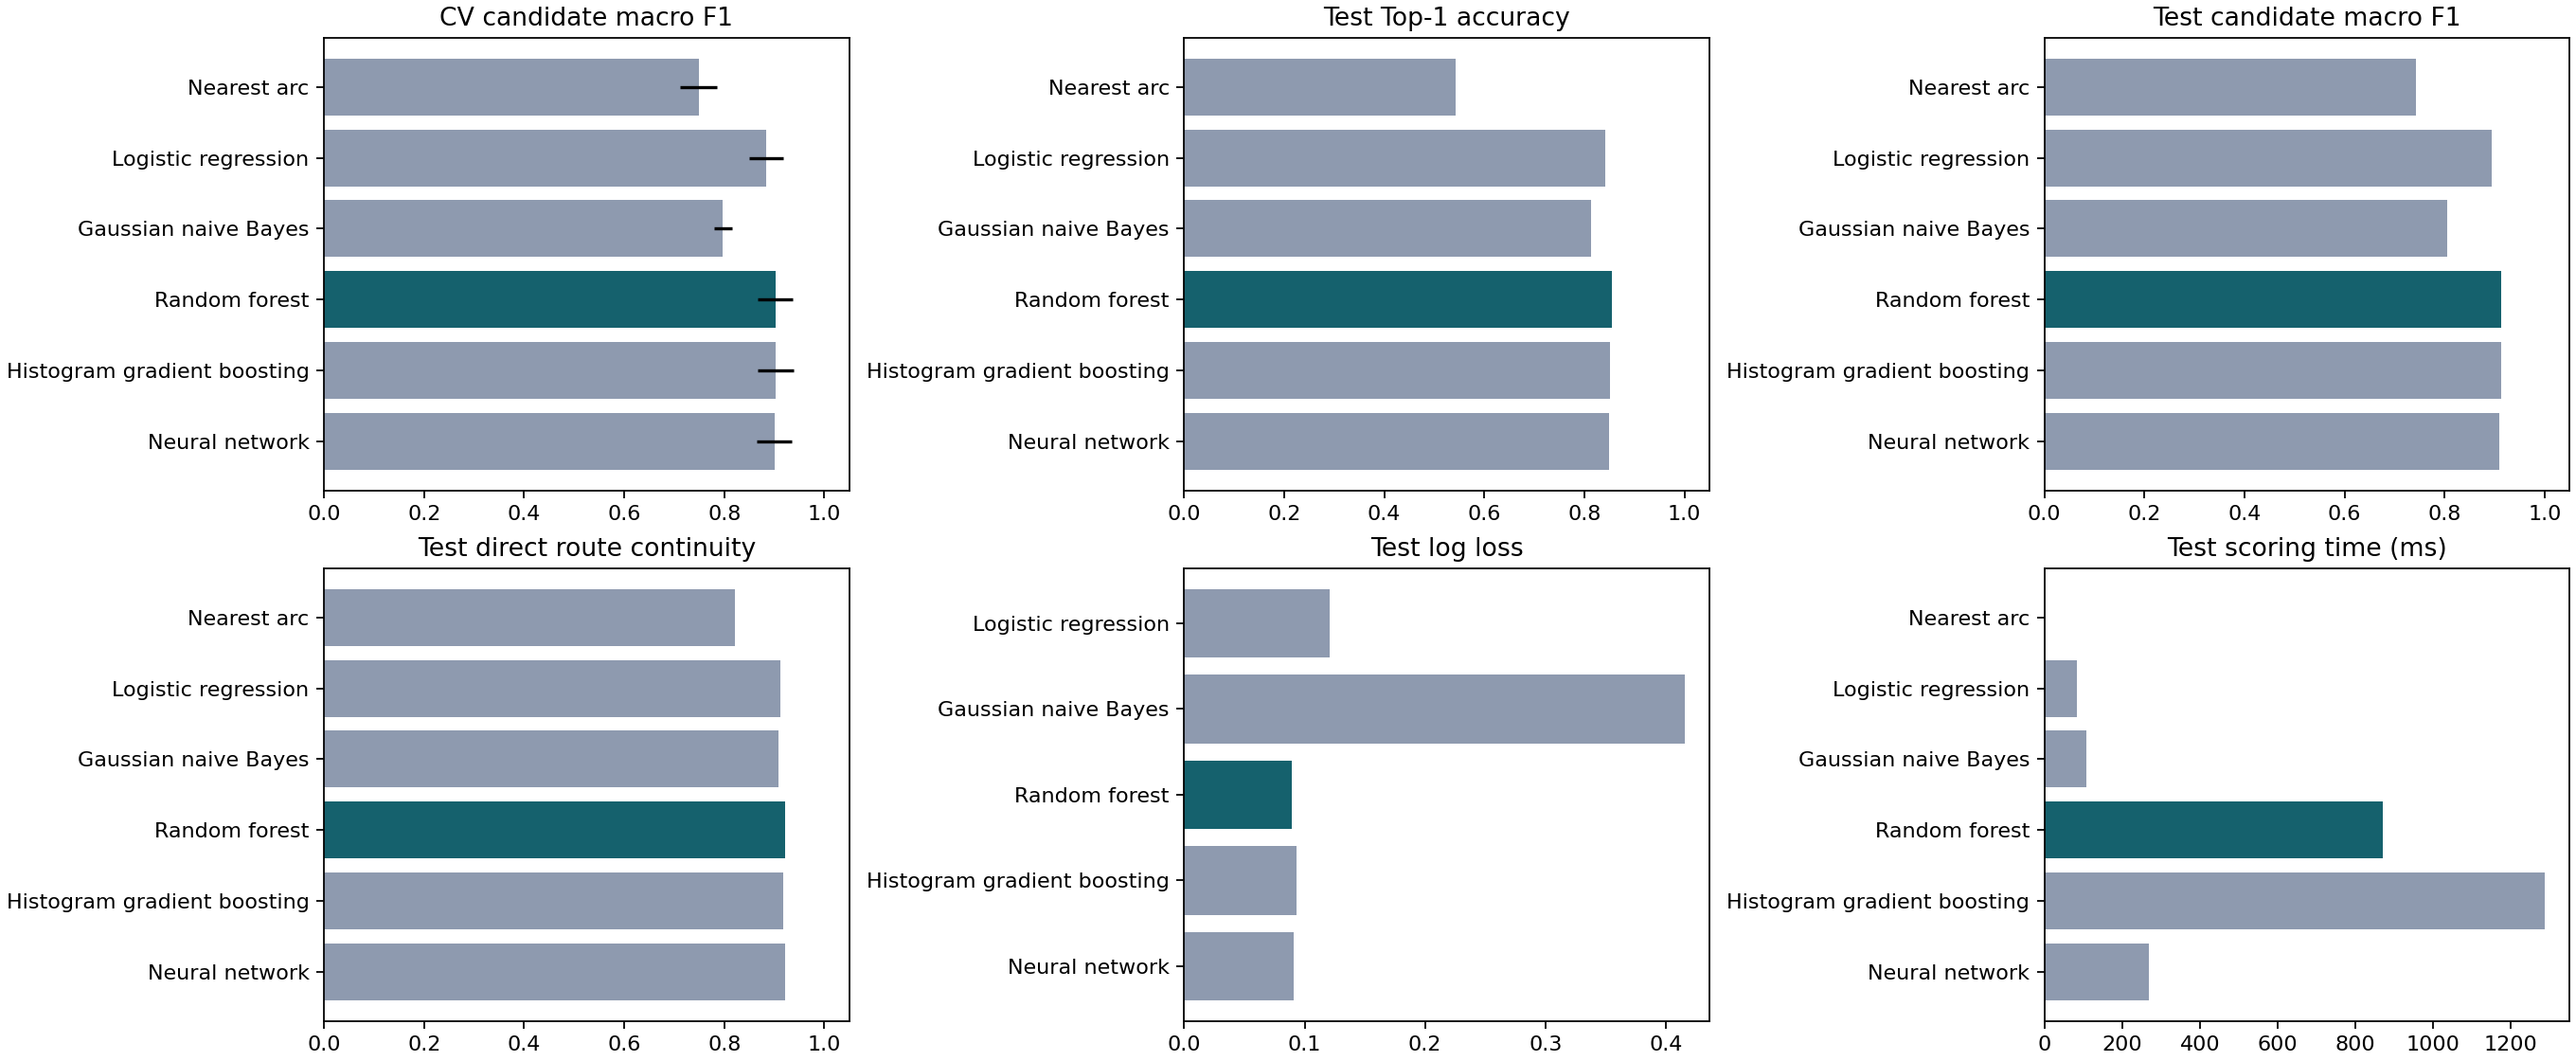 CV candidate macro F1
Nearest arc
Logistic regression
Gaussian naive Bayes
Random forest
Histogram gradient boosting
Neural network
0.0 0.2 0.4 0.6 0.8 1.0
Test Top-1 accuracy
Nearest arc
Logistic regression
Gaussian naive Bayes
Random forest
Histogram gradient boosting
Neural network
0.0 0.2 0.4 0.6 0.8 1.0
Test candidate macro F1
Nearest arc
Logistic regression
Gaussian naive Bayes
Random forest
Histogram gradient boosting
Neural network
0.0 0.2 0.4 0.6 0.8 1.0
Test direct route continuity
Nearest arc
Logistic regression
Gaussian naive Bayes
Random forest
Histogram gradient boosting
Neural network
0.0 0.2 0.4 0.6 0.8 1.0
Test log loss
Logistic regression
Gaussian naive Bayes
Random forest
Histogram gradient boosting
Neural network
0.0 0.1 0.2 0.3 0.4
Test scoring time (ms)
Nearest arc
Logistic regression
Gaussian naive Bayes
Random forest
Histogram gradient boosting
Neural network
0 200 400 600 800 1000 1200